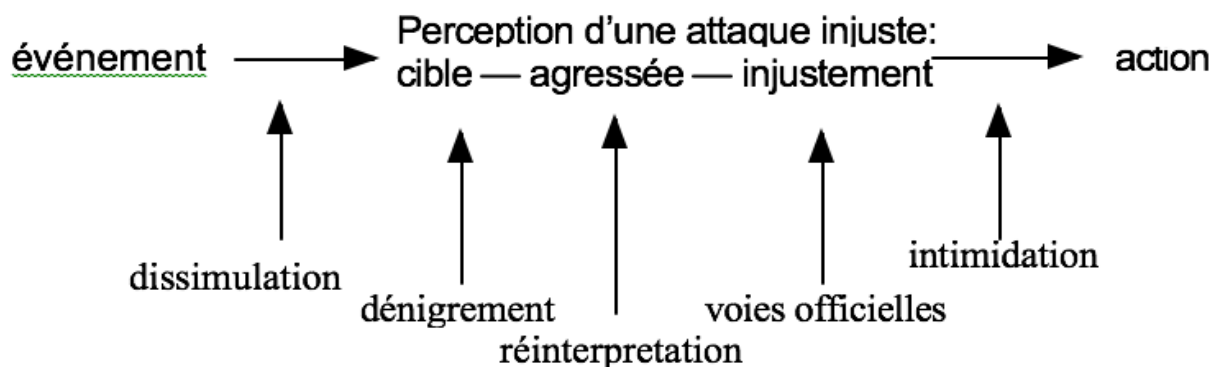 Perception d'une attaque injuste:
événement
cible — agressée — injustement
action
dissimulation
intimidation
dénigrement
voies officielles
réinterpretation